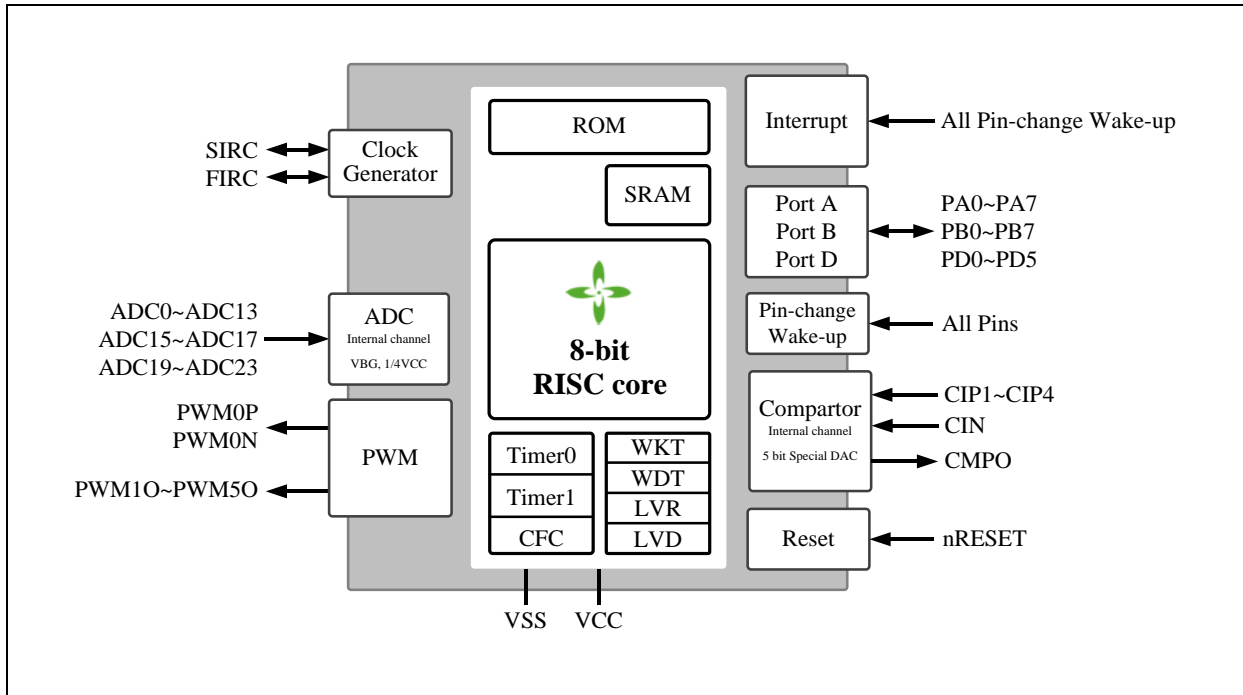 SIRC
FIRC
Clock
Generator
ADC0~ADC13
ADC15~ADC17
ADC19~ADC23
ADC
Internal channel
VBG, 1/4VCC
PWM0P
PWM0N
PWM1O~PWM5O
PWM
ROM
SRAM
8-bit
RISC core
Timer0
Timer1
CFC
WKT
WDT
LVR
LVD
VSS
VCC
Interrupt
All Pin-change Wake-up
Port A
Port B
Port D
PA0~PA7
PB0~PB7
PD0~PD5
Pin-change
Wake-up
All Pins
Compartor
Internal channel
5 bit Special DAC
CIP1~CIP4
CIN
CMPO
Reset
nRESET